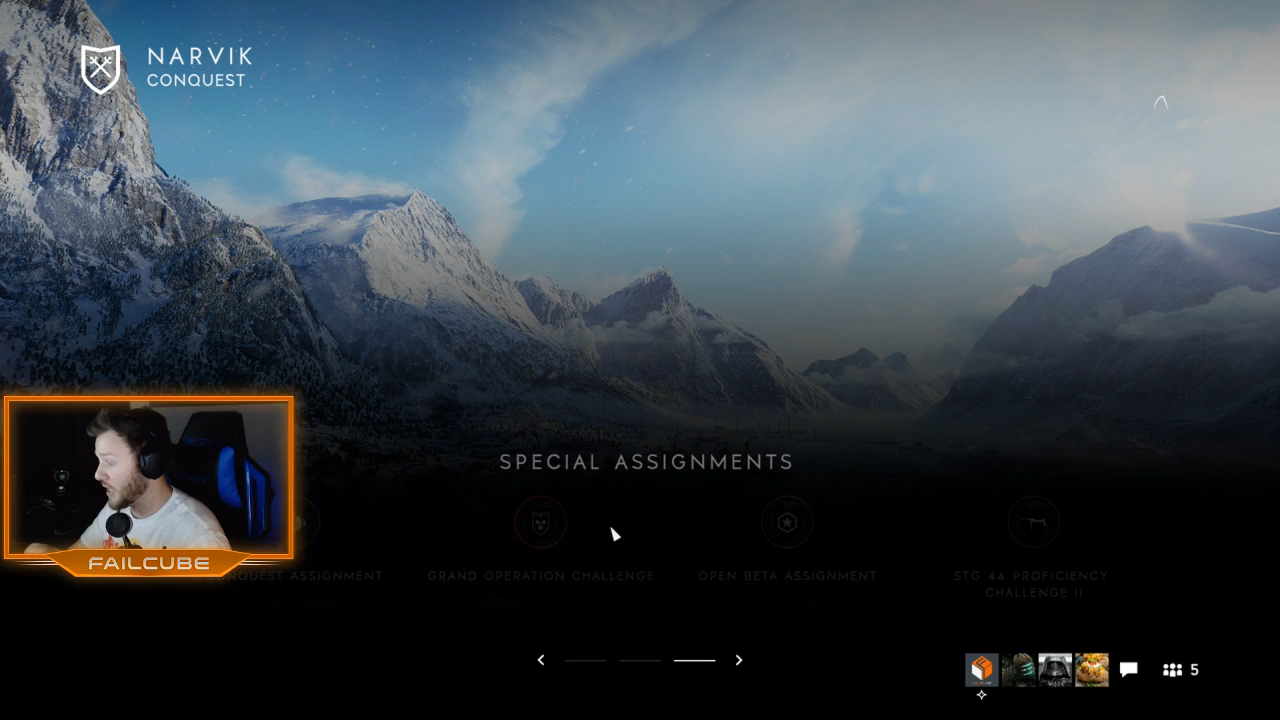 NARVIK
CONQUEST
SPECIAL ASSIGNMENTS
FAILCUBE
NQUEST ASSIGNMENT
GRAND OPERATION CHALLENGE
OPEN BETA ASSIGNMENT
STG 44 PROFICIENCY
CHALLENGE II
5